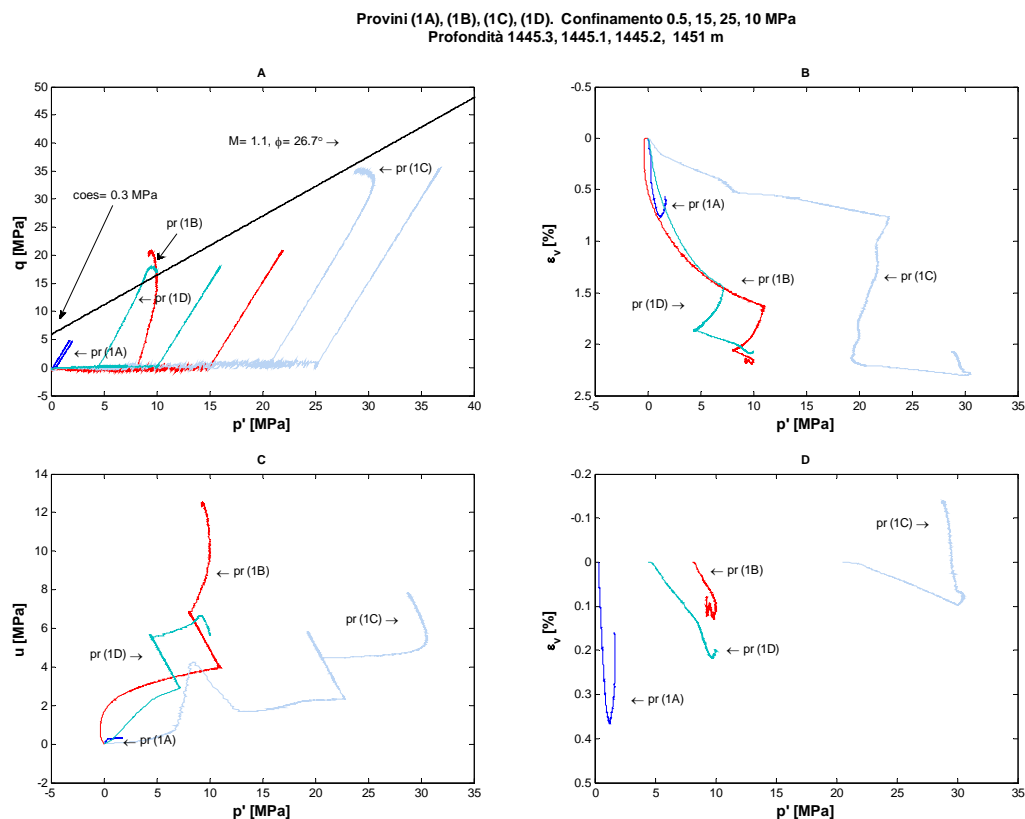 Provini (1A), (1B), (1C), (1D). Confinamento 0.5, 15, 25, 10 MPa
Profondità 1445.3, 1445.1, 1445.2, 1451 m
A
50
45
40
35
30
25
20
15
10
5
0
q [MPa]
M= 1.1, ϕ= 26.7° →
← pr (1C)
coes= 0.3 MPa
pr (1B)
← pr (1D)
← pr (1A)
0 5 10 15 20 25 30 35 40
p' [MPa]
B
-0.5
0
0.5
1
1.5
2
2.5
εv [%]
← pr (1A)
← pr (1B)
← pr (1C)
pr (1D) →
-5 0 5 10 15 20 25 30 35
p' [MPa]
C
14
12
10
8
6
4
2
0
-2
u [MPa]
← pr (1B)
pr (1C) →
pr (1D) →
← pr (1A)
-5 0 5 10 15 20 25 30 35
p' [MPa]
D
-0.2
-0.1
0
0.1
0.2
0.3
0.4
0.5
εv [%]
pr (1C) →
← pr (1B)
← pr (1D)
← pr (1A)
0 5 10 15 20 25 30 35
p' [MPa]